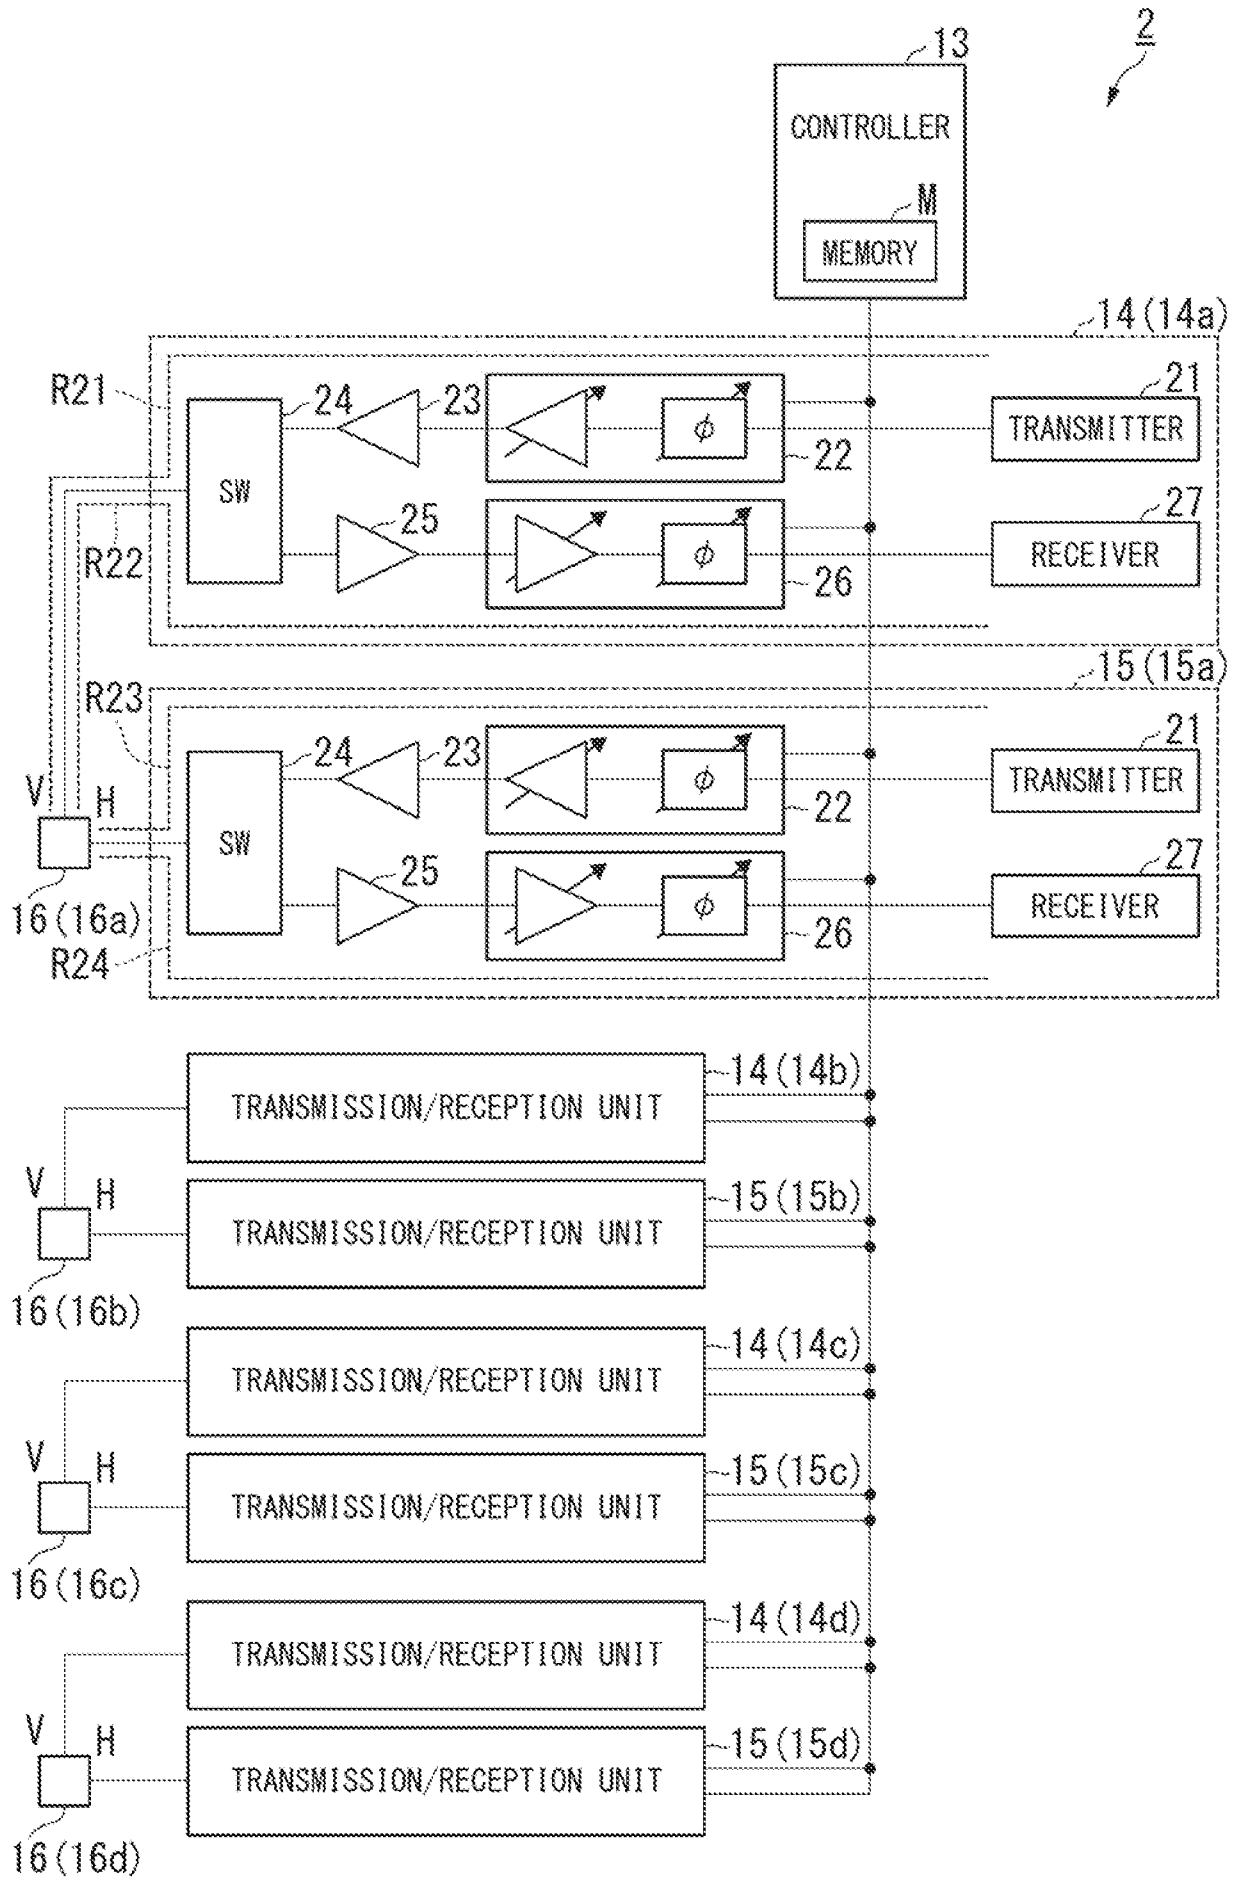 2
13
CONTROLLER
M
MEMORY
14(14a)
R21
24
23
22
21
TRANSMITTER
SW
ϕ
R22
25
26
27
RECEIVER
ϕ
15(15a)
R23
24
23
22
21
TRANSMITTER
V
H
SW
ϕ
16(16a)
25
26
27
RECEIVER
ϕ
R24
14(14b)
TRANSMISSION/RECEPTION UNIT
V
H
15(15b)
TRANSMISSION/RECEPTION UNIT
16(16b)
14(14c)
TRANSMISSION/RECEPTION UNIT
V
H
15(15c)
TRANSMISSION/RECEPTION UNIT
16(16c)
14(14d)
TRANSMISSION/RECEPTION UNIT
V
H
15(15d)
TRANSMISSION/RECEPTION UNIT
16(16d)